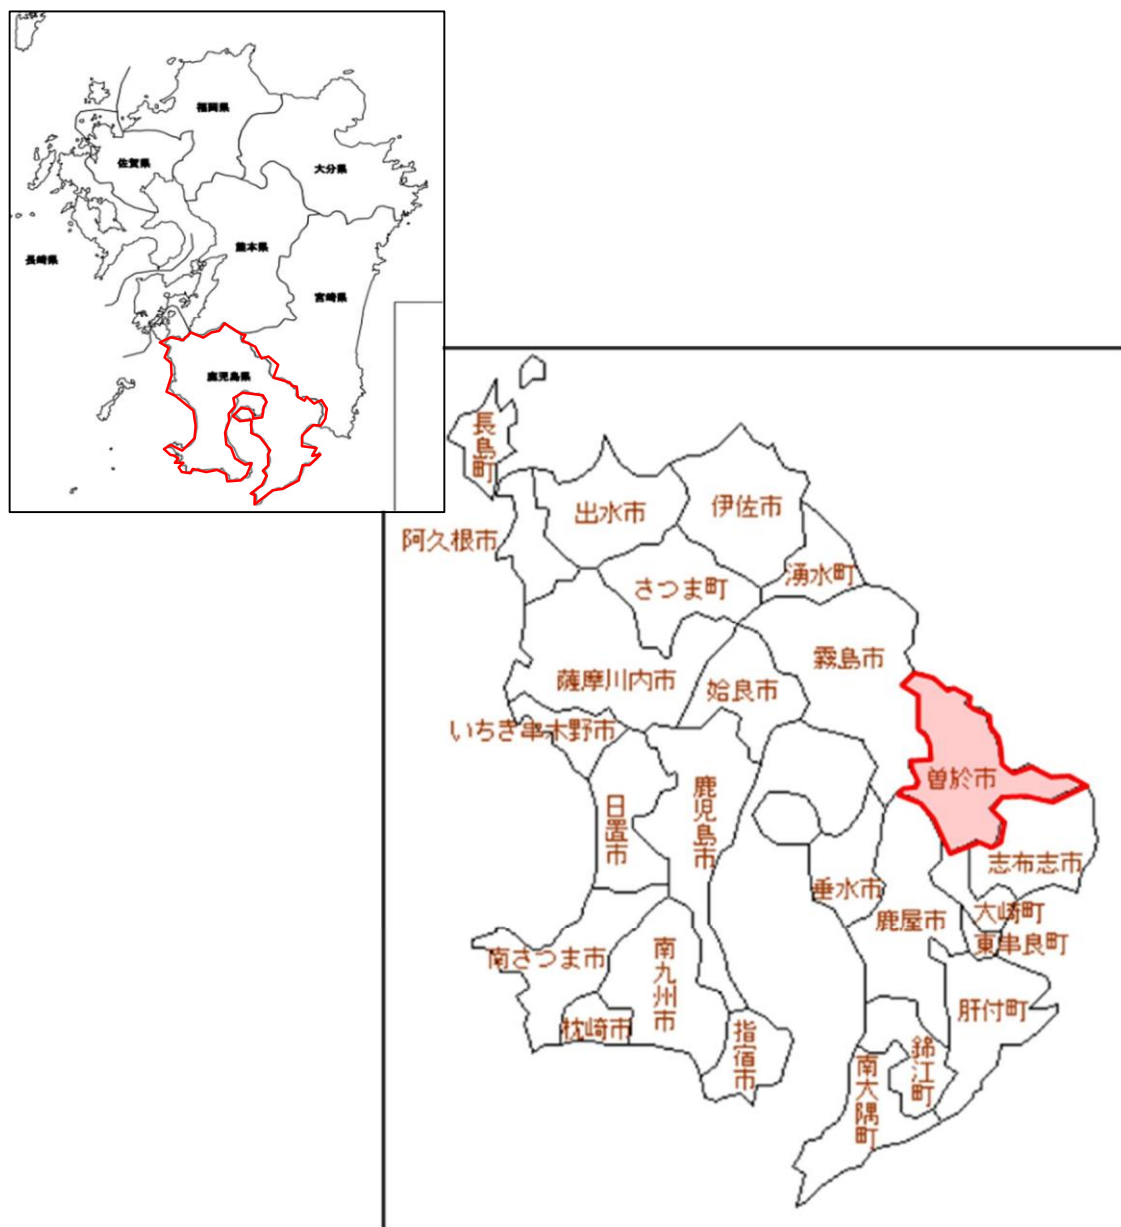 福岡県
佐賀県
大分県
長崎県
熊本県
宮崎県
鹿児島県
長島町
出水市
伊佐市
阿久根市
さつま町
湧水町
霧島市
薩摩川内市
姶良市
いちき串木野市
曽於市
鹿児島市
日置市
志布志市
垂水市
鹿屋市
大崎町
東串良町
南さつま市
南九州市
肝付町
枕崎市
指宿市
錦江町
南大隅町